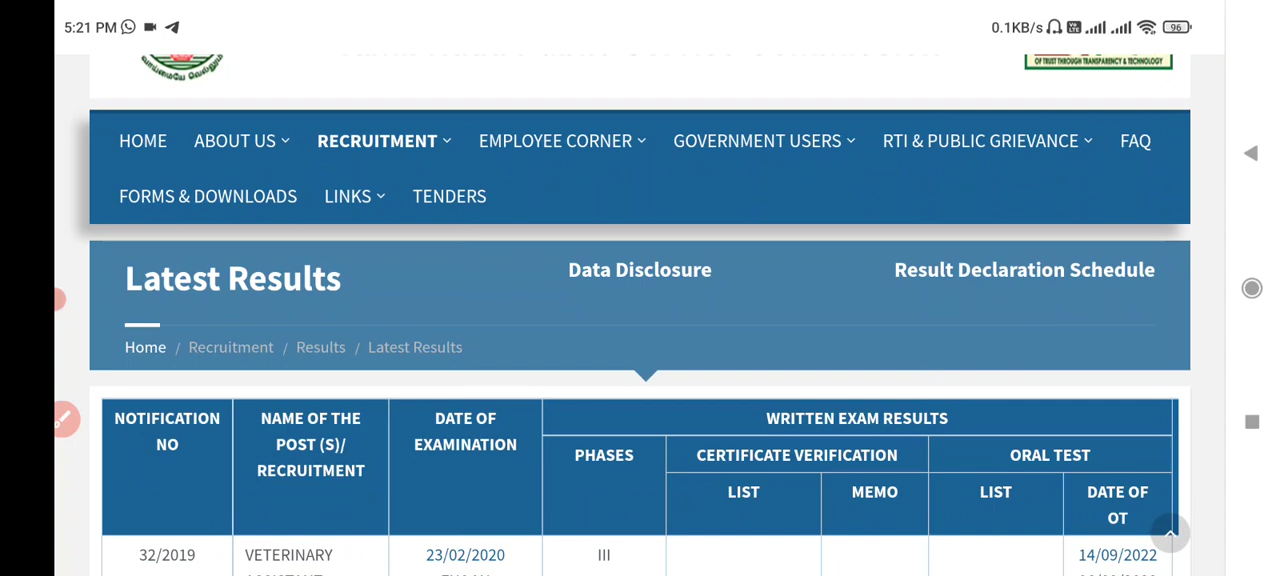 5:21 PM
0.1KB/s
96
வாய்மையே வெல்லும்
OF TRUST THROUGH TRANSPARENCY & TECHNOLOGY
HOME ABOUT US RECRUITMENT EMPLOYEE CORNER GOVERNMENT USERS RTI & PUBLIC GRIEVANCE FAQ
FORMS & DOWNLOADS LINKS TENDERS
Latest Results
Data Disclosure
Result Declaration Schedule
Home / Recruitment / Results / Latest Results
NOTIFICATION
NO
NAME OF THE
POST (S)/
RECRUITMENT
DATE OF
EXAMINATION
WRITTEN EXAM RESULTS
PHASES
CERTIFICATE VERIFICATION
ORAL TEST
LIST
MEMO
LIST
DATE OF
OT
32/2019
VETERINARY
23/02/2020
III
14/09/2022